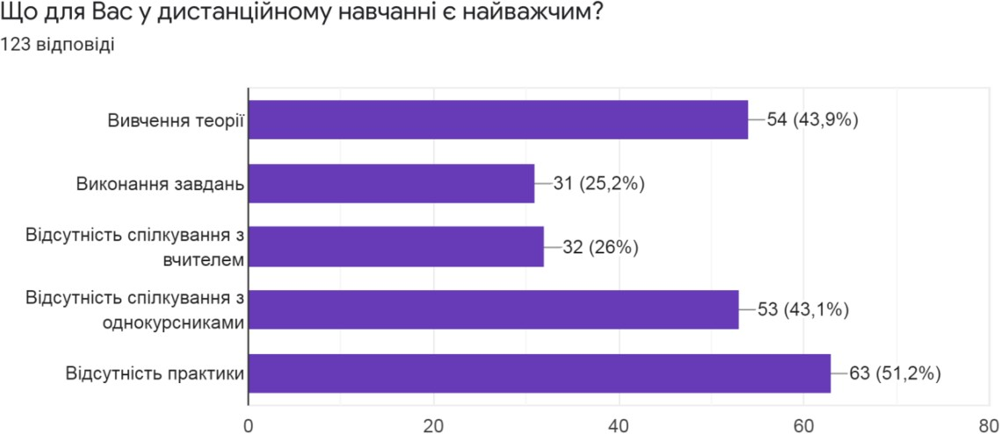 Що для Вас у дистанційному навчанні є найважчим?
123 відповіді
Вивчення теорії
54 (43,9%)
Виконання завдань
31 (25,2%)
Відсутність спілкування з
вчителем
32 (26%)
Відсутність спілкування з
однокурсниками
53 (43,1%)
Відсутність практики
63 (51,2%)
0 20 40 60 80